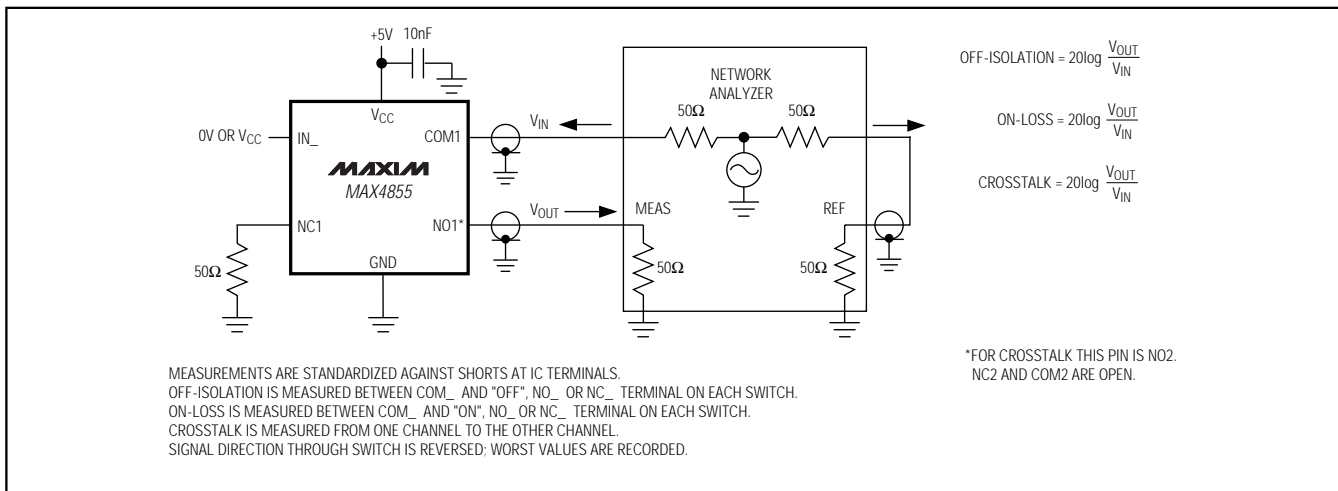 +5V 10nF
VCC
0V OR VCC
IN_
COM1
MAXIM
MAX4855
NC1
NO1*
GND
50Ω
VIN
VOUT
NETWORK
ANALYZER
50Ω 50Ω
MEAS REF
50Ω 50Ω
OFF-ISOLATION = 20log VOUT/VIN
ON-LOSS = 20log VOUT/VIN
CROSSTALK = 20log VOUT/VIN
*FOR CROSSTALK THIS PIN IS NO2.
NC2 AND COM2 ARE OPEN.
MEASUREMENTS ARE STANDARDIZED AGAINST SHORTS AT IC TERMINALS.
OFF-ISOLATION IS MEASURED BETWEEN COM_ AND "OFF", NO_ OR NC_ TERMINAL ON EACH SWITCH.
ON-LOSS IS MEASURED BETWEEN COM_ AND "ON", NO_ OR NC_ TERMINAL ON EACH SWITCH.
CROSSTALK IS MEASURED FROM ONE CHANNEL TO THE OTHER CHANNEL.
SIGNAL DIRECTION THROUGH SWITCH IS REVERSED; WORST VALUES ARE RECORDED.